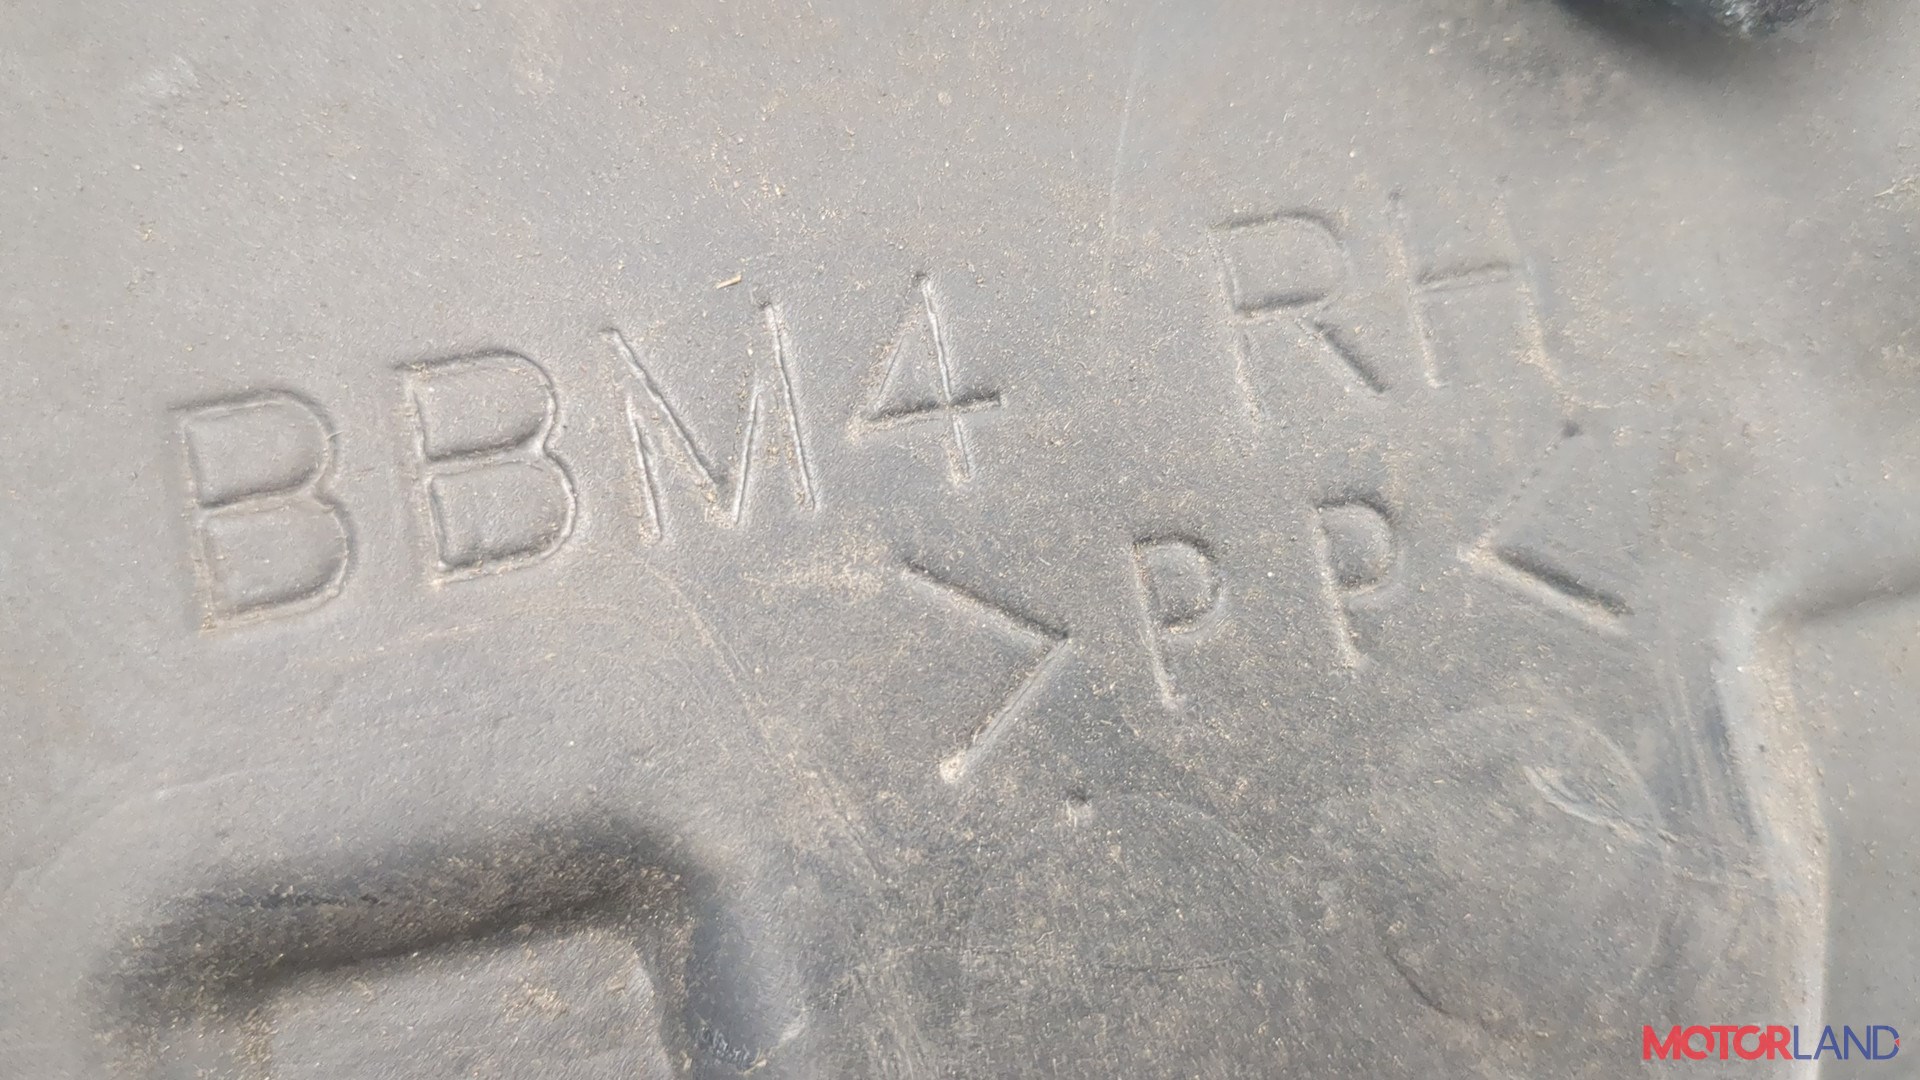 BBM4 RH
>PP<
MOTORLAND